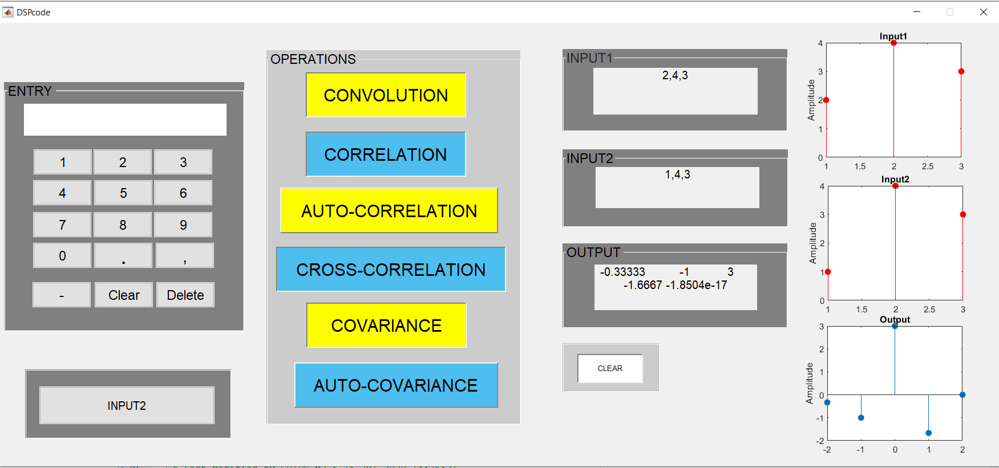 DSPcode
ENTRY
1 2 3
4 5 6
7 8 9
0 . ,
- Clear Delete
INPUT2
OPERATIONS
CONVOLUTION
CORRELATION
AUTO-CORRELATION
CROSS-CORRELATION
COVARIANCE
AUTO-COVARIANCE
INPUT1
2,4,3
INPUT2
1,4,3
OUTPUT
-0.33333 -1 3
-1.6667 -1.8504e-17
CLEAR
Input1
Amplitude
4
3
2
1
0
1 1.5 2 2.5 3
Input2
Amplitude
4
3
2
1
0
1 1.5 2 2.5 3
Output
Amplitude
3
2
1
0
-1
-2
-2 -1 0 1 2